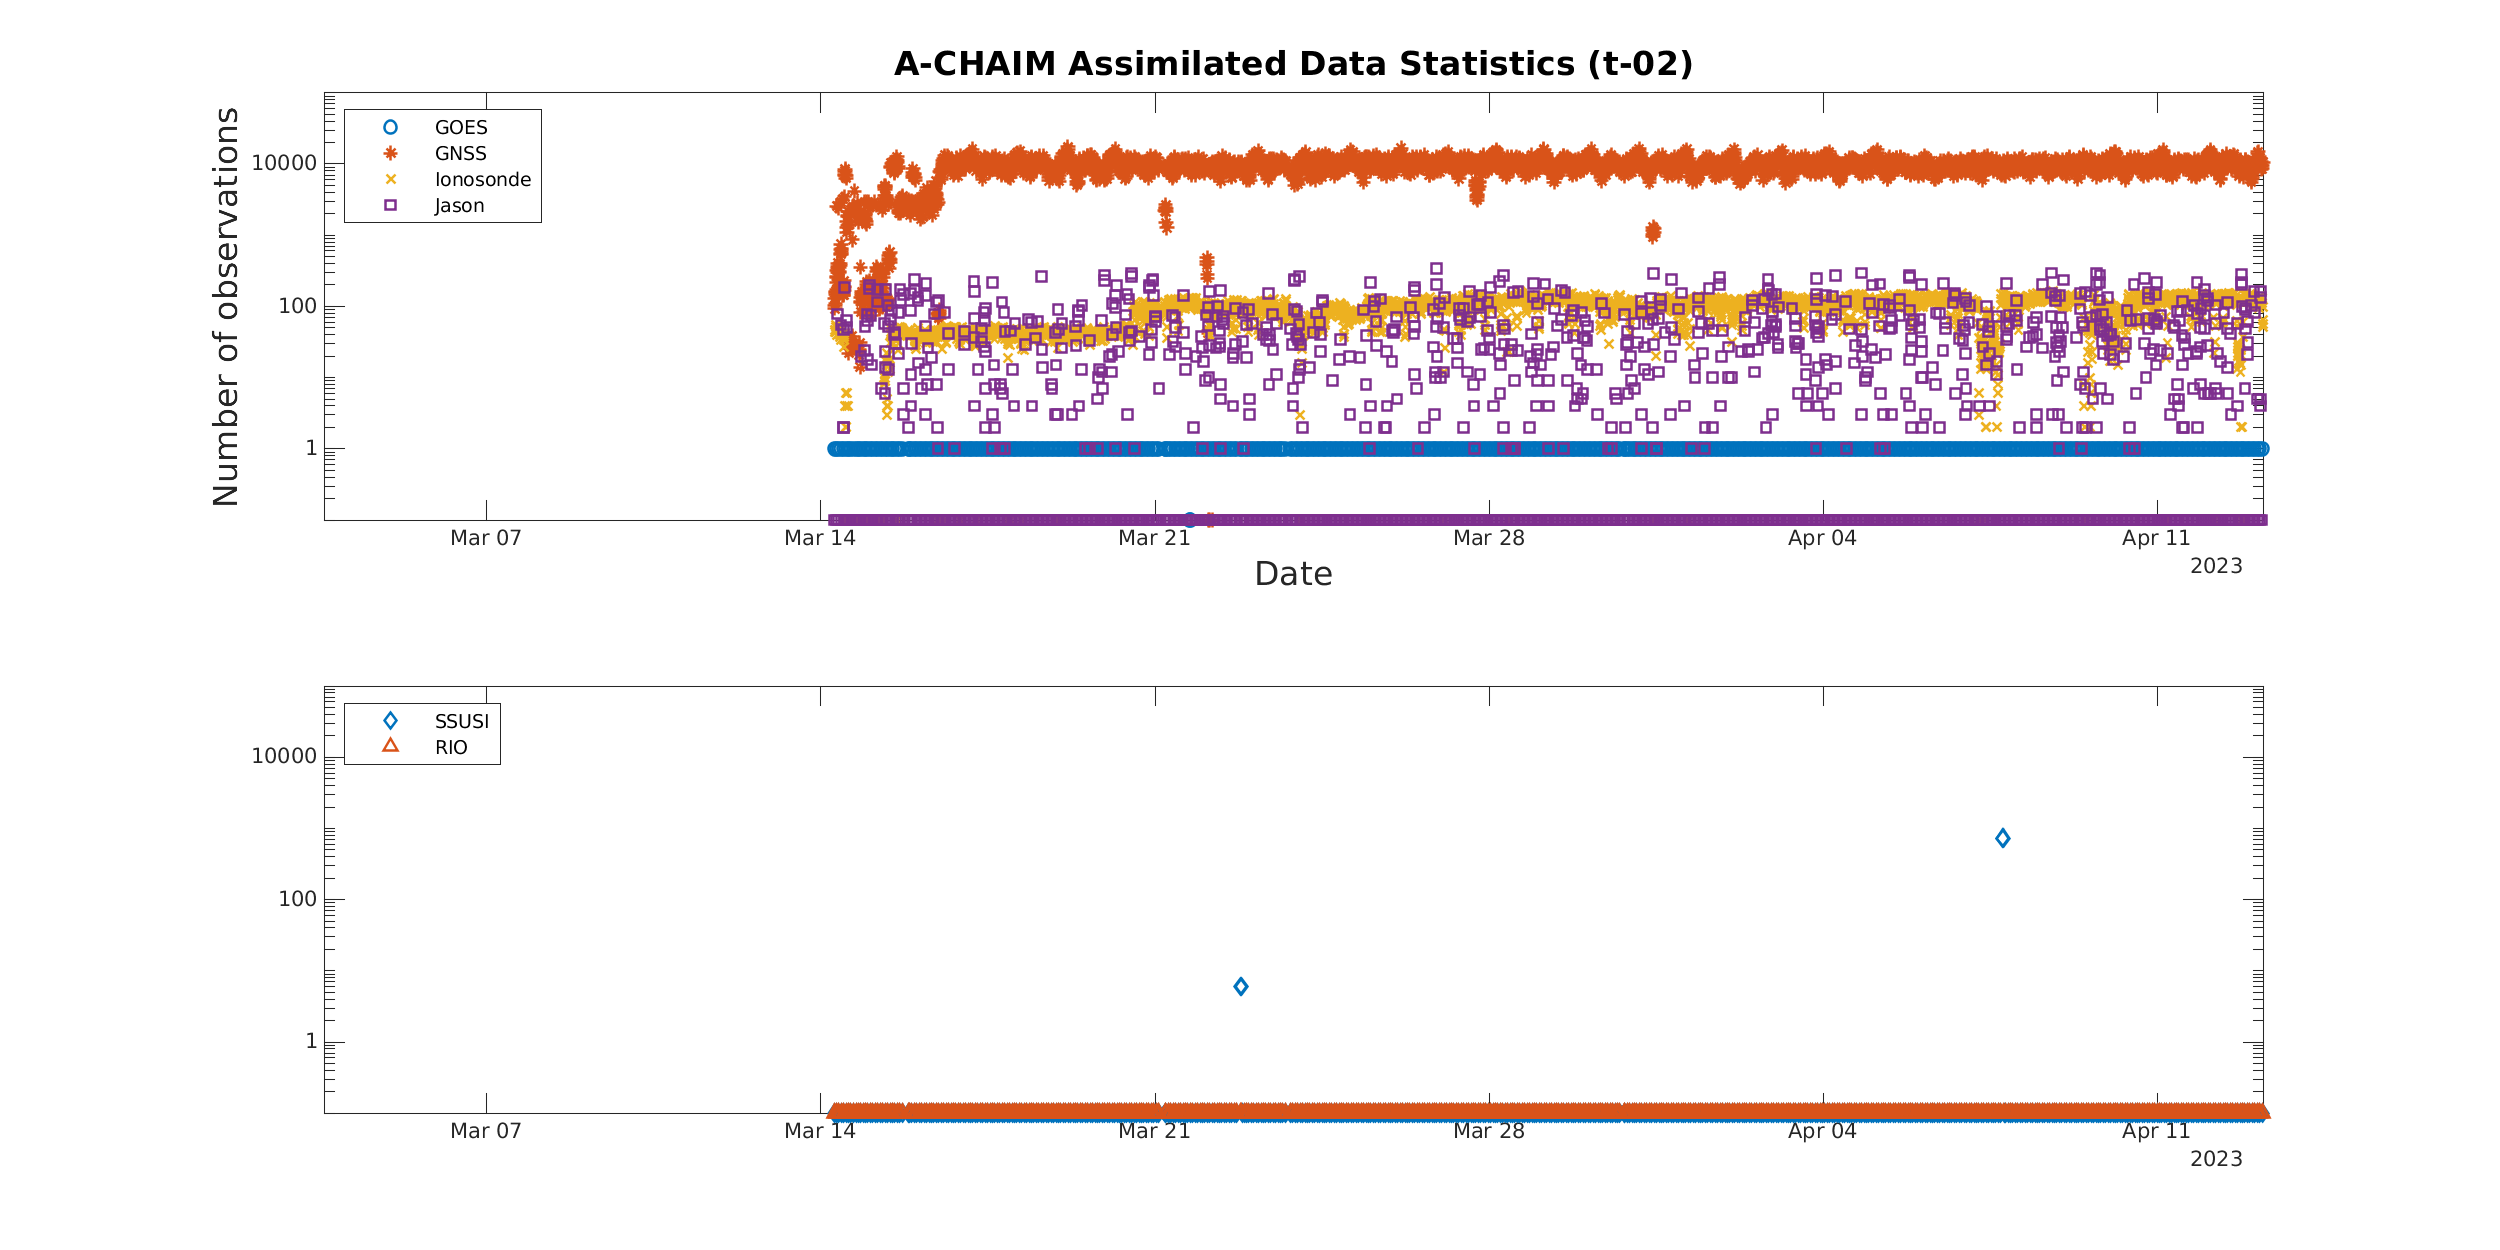 A-CHAIM Assimilated Data Statistics (t-02)
Number of observations
10000
100
1
GOES
GNSS
Ionosonde
Jason
Mar 07 Mar 14 Mar 21 Mar 28 Apr 04 Apr 11
2023
Date
10000
100
1
SSUSI
RIO
Mar 07 Mar 14 Mar 21 Mar 28 Apr 04 Apr 11
2023